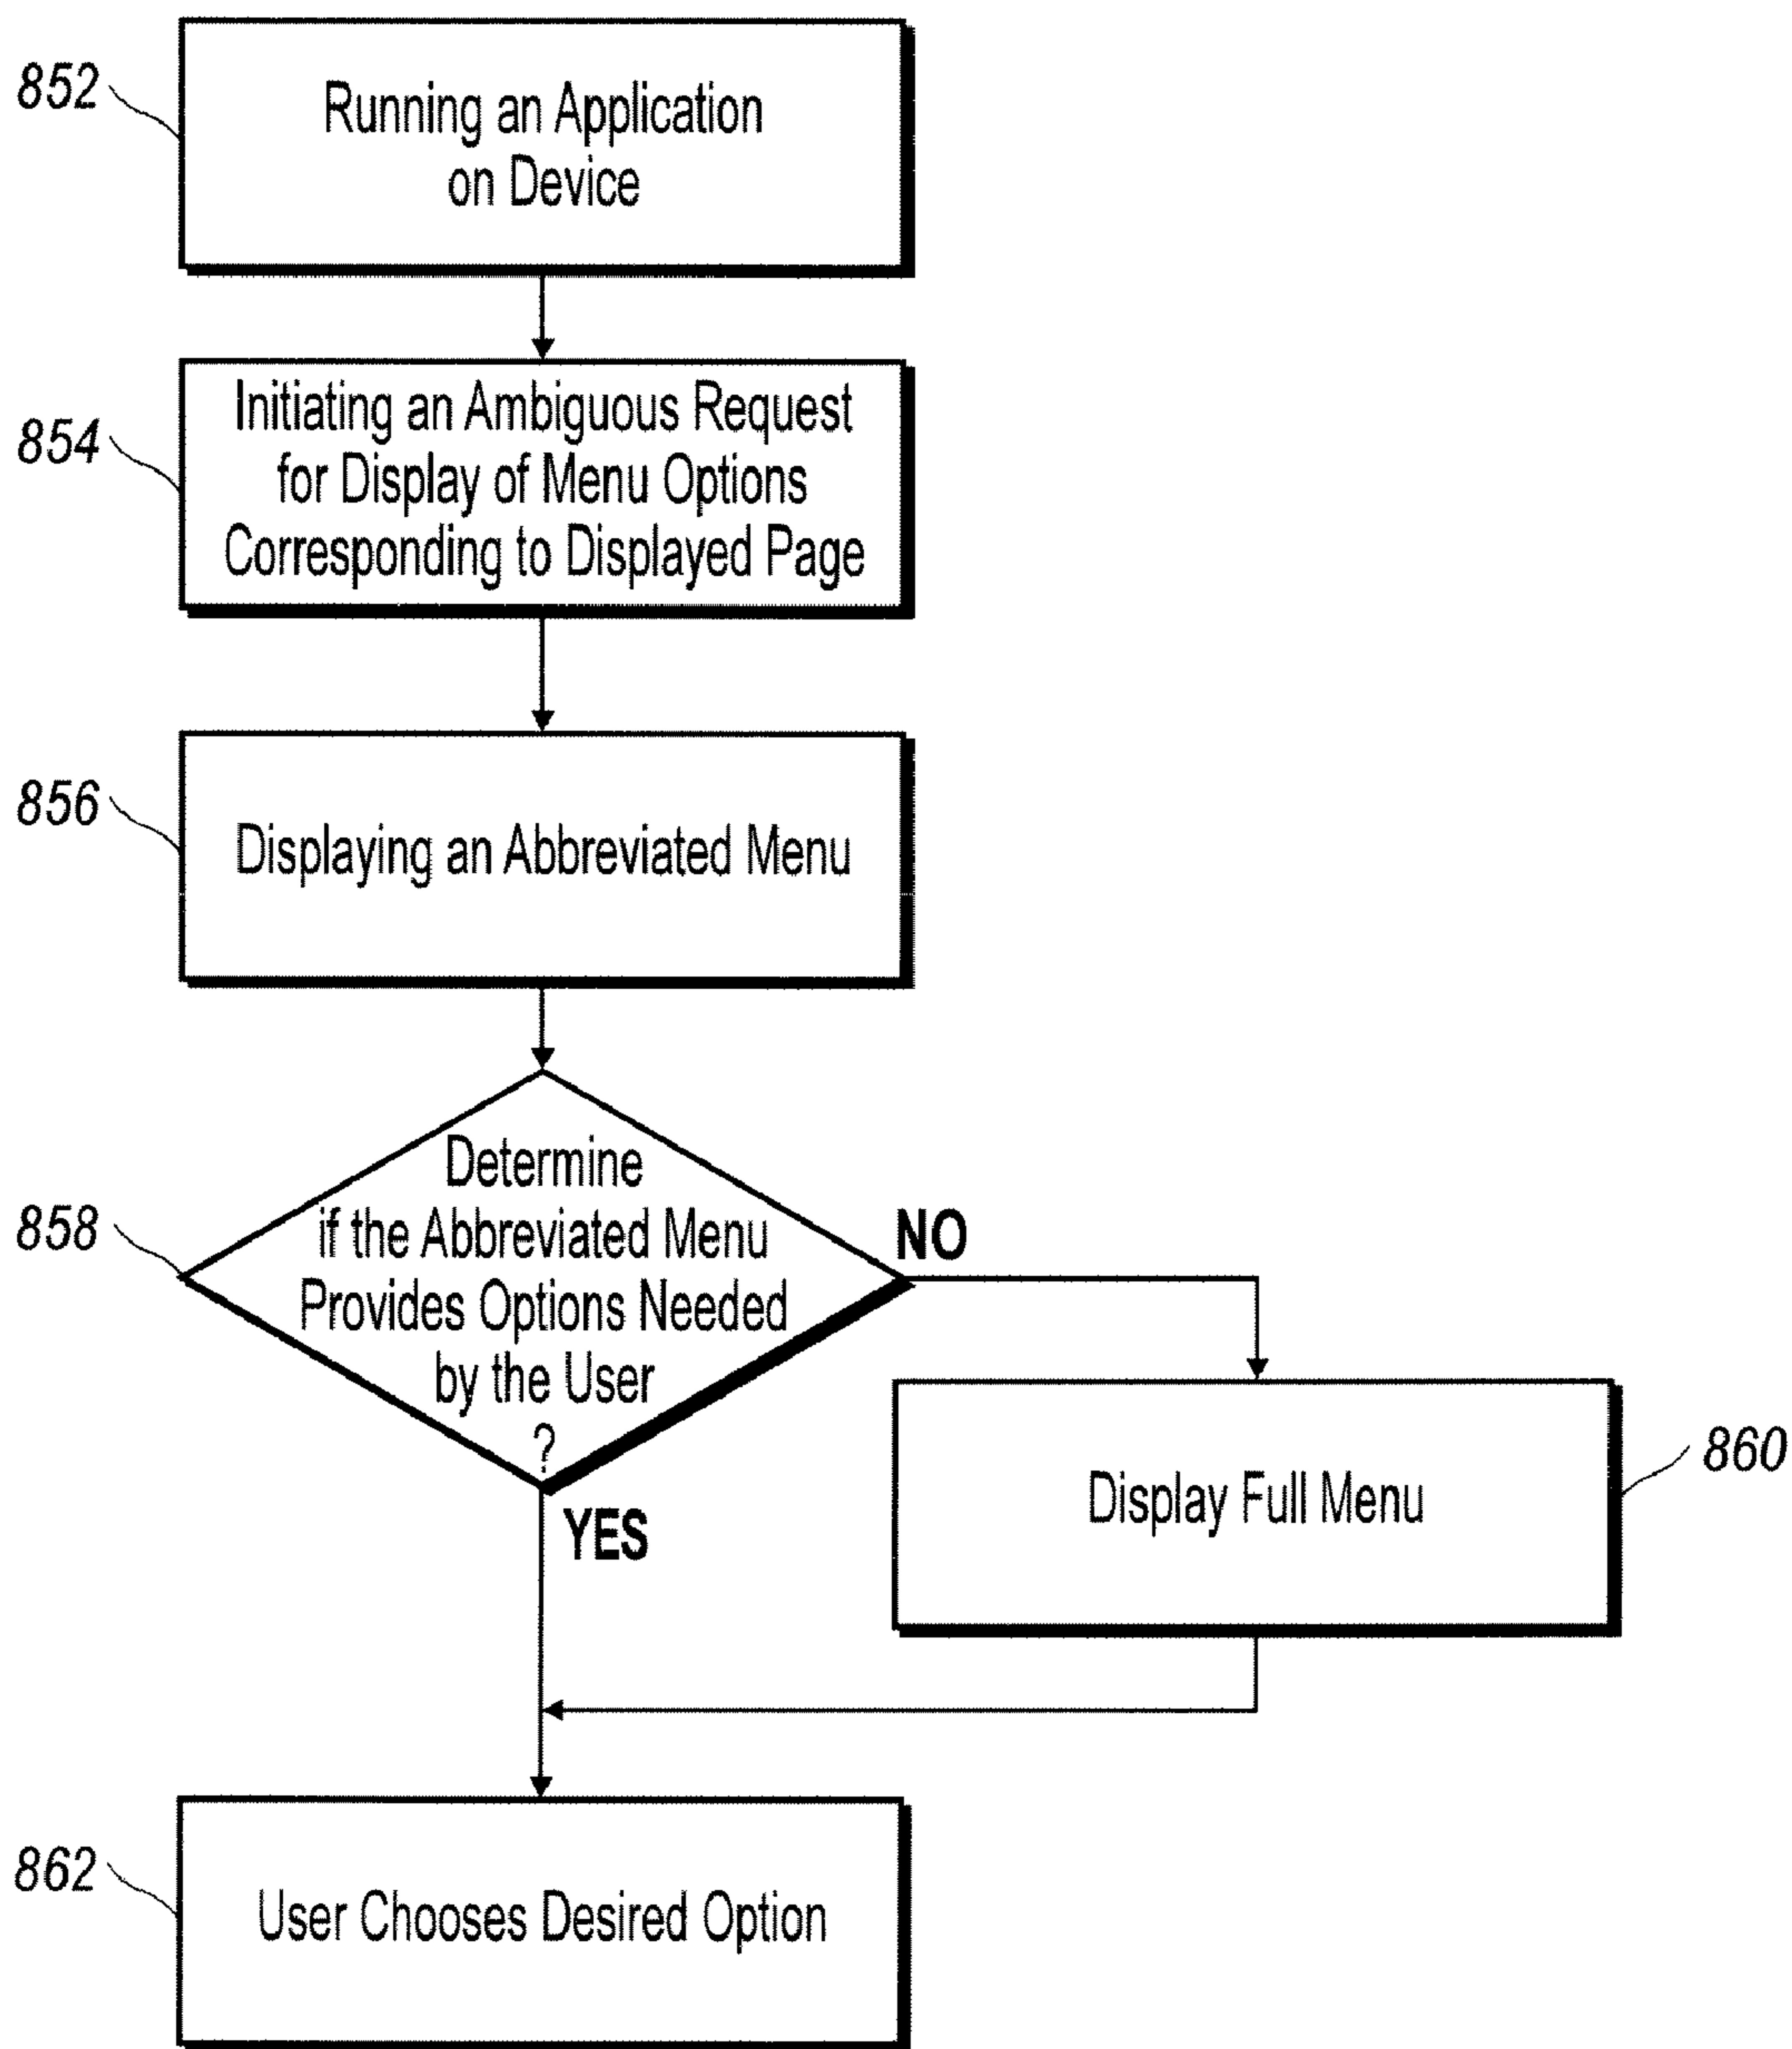 852
Running an Application
on Device
854
Initiating an Ambiguous Request
for Display of Menu Options
Corresponding to Displayed Page
856
Displaying an Abbreviated Menu
858
Determine
if the Abbreviated Menu
Provides Options Needed
by the User
?
NO
YES
860
Display Full Menu
862
User Chooses Desired Option